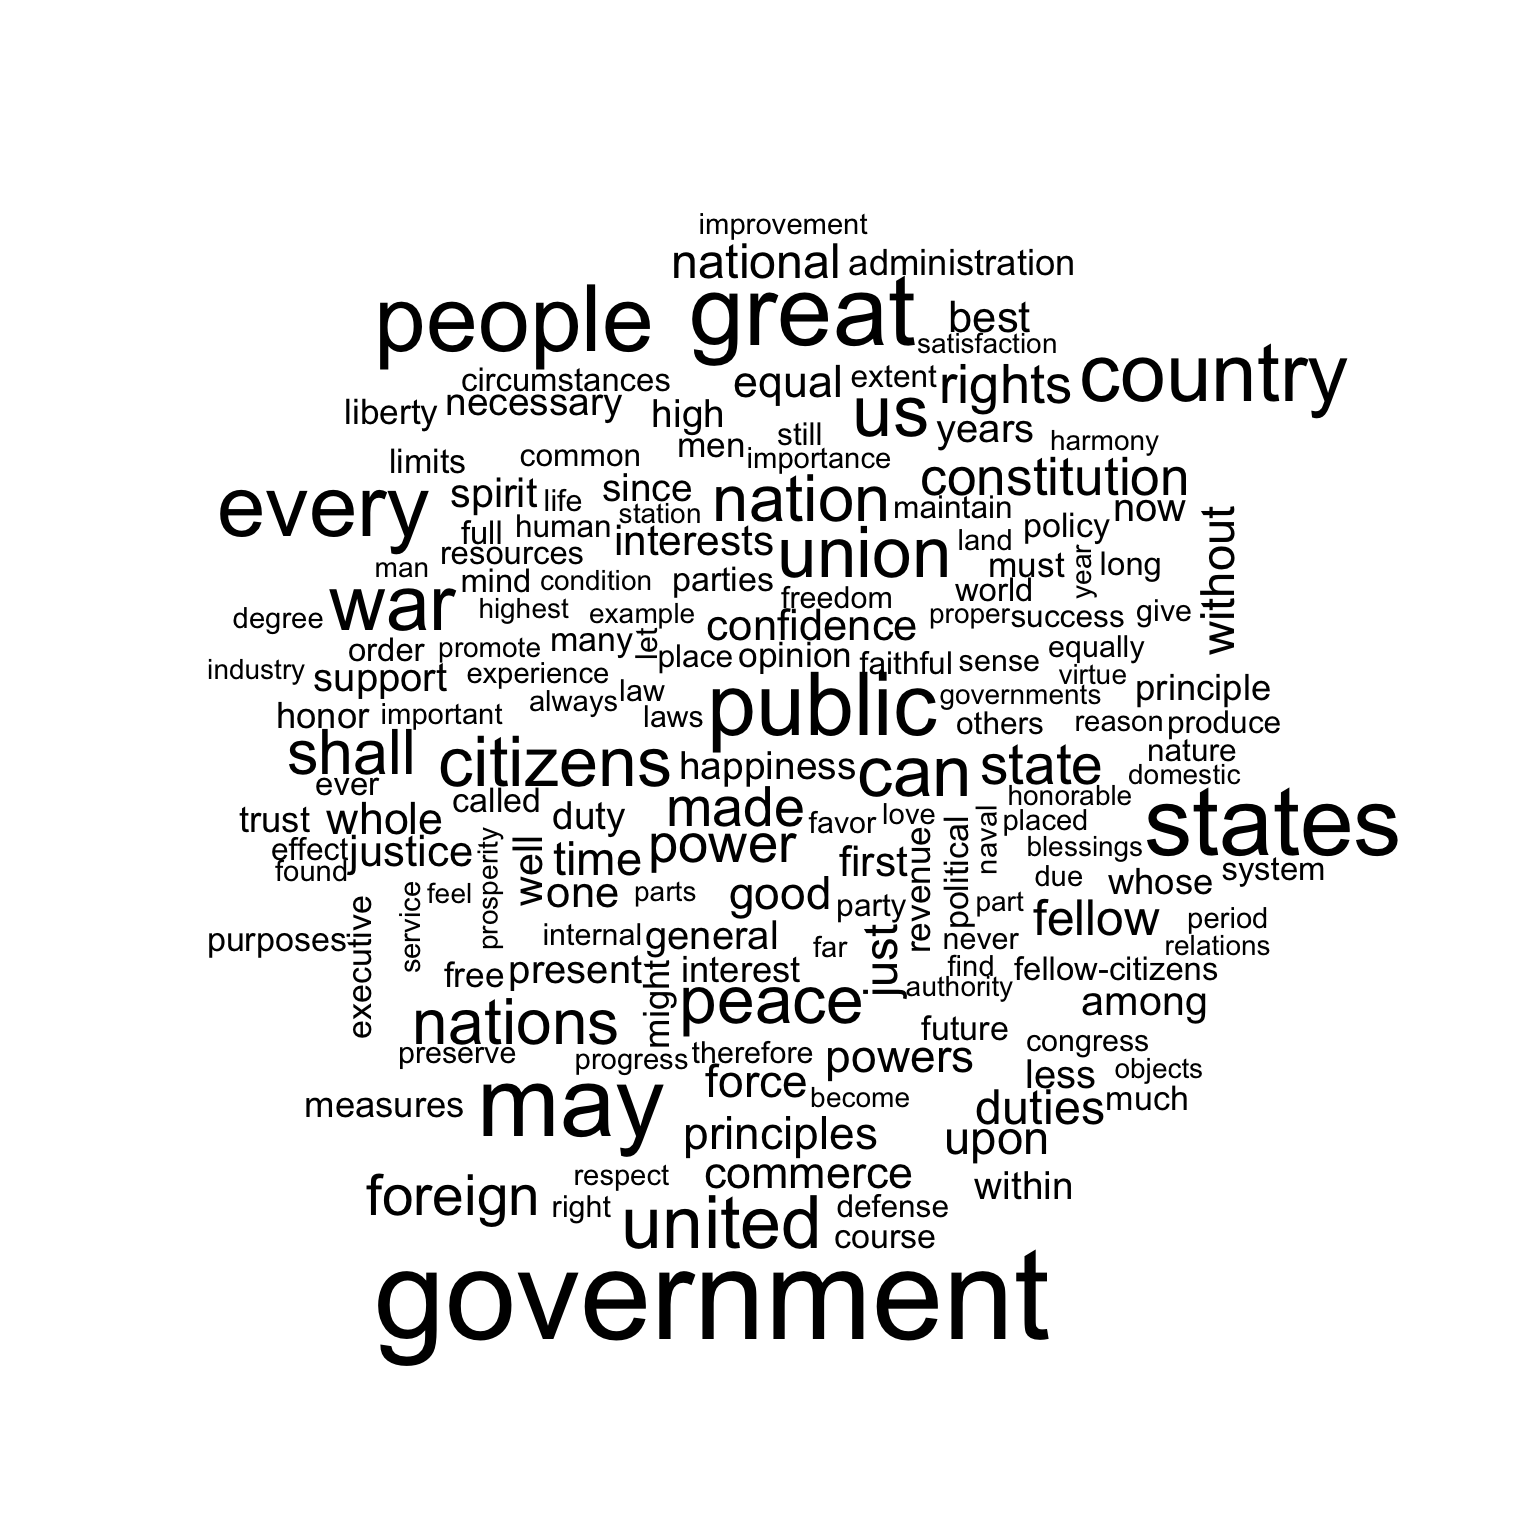 improvement
national administration
people great best
satisfaction
country
circumstances equal extent rights
liberty necessary high us years
men still harmony
limits common importance
constitution
every spirit life since nation maintain now
station
full human interests policy without
resources union land
man must year long
mind condition parties world
war highest freedom
degree example confidence proper success give
order promote many let equally
industry experience place opinion faithful sense
support virtue
always law public governments principle
honor important laws others reason produce
shall citizens happiness can state nature
ever domestic
called made honorable states
trust whole duty favor love placed
effect justice prosperity well time power revenue political naval blessings
found first system
executive service feel one parts good due whose
party part fellow period
purposes internal general far just never relations
free present might interest find fellow-citizens
peace authority among
nations future
preserve progress therefore powers congress
force less objects
measures may become duties much
principles upon
respect commerce within
foreign right united defense
course
government